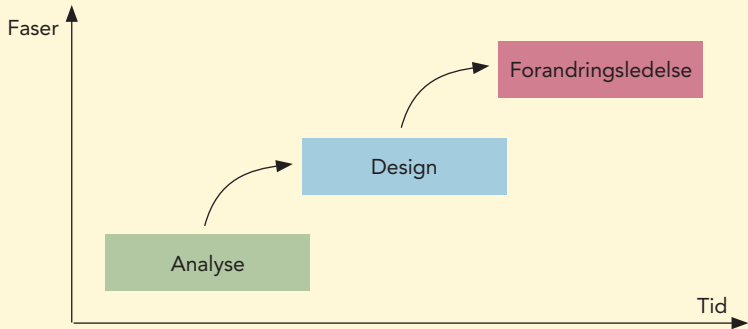 Faser
Forandringsledelse
Design
Analyse
Tid